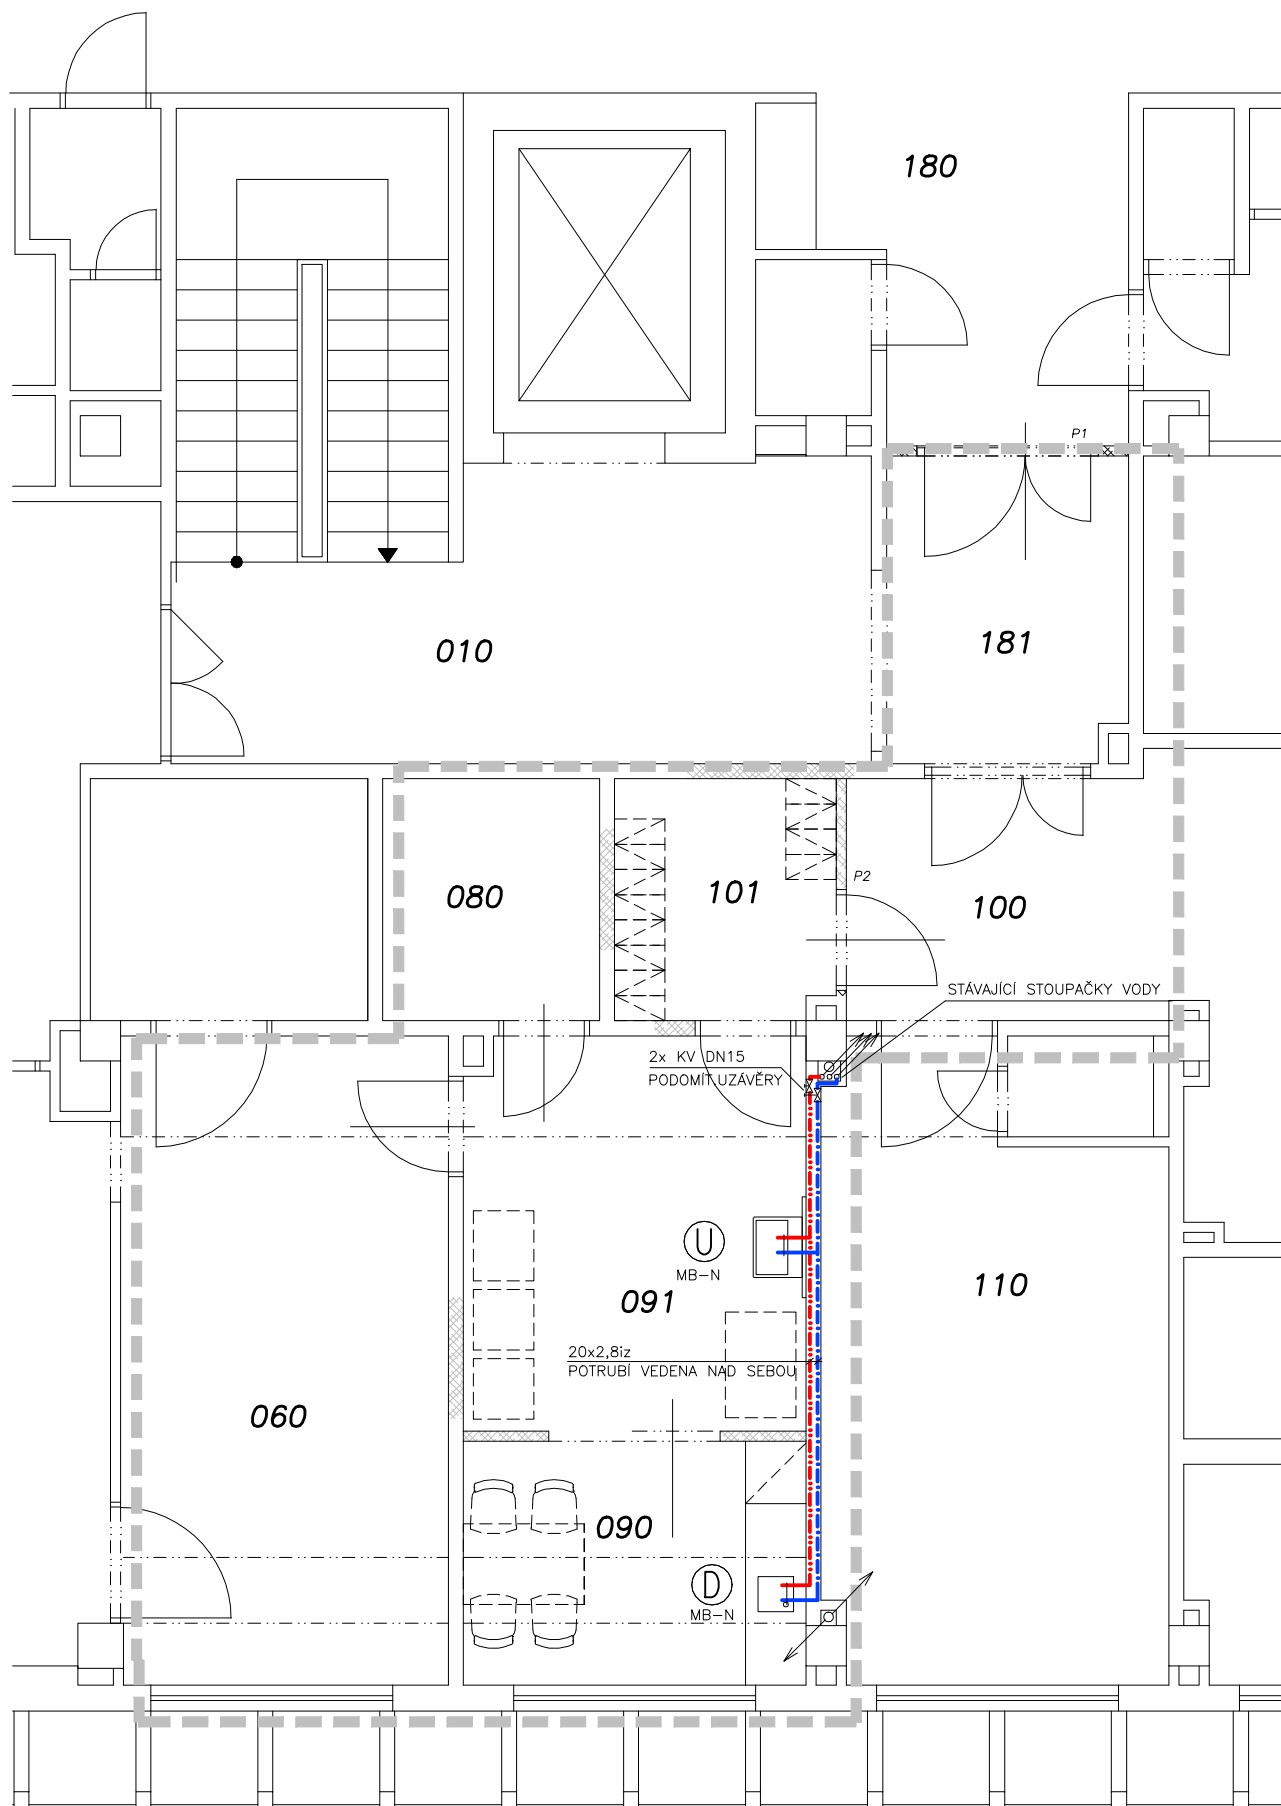 180
P1
010
181
080
101
P2
100
STÁVAJÍCÍ STOUPAČKY VODY
2x KV DN15
PODOMÍT.UZÁVĚRY
U
MB-N
091
110
20x2,8iz
POTRUBÍ VEDENA NAD SEBOU
060
090
D
MB-N